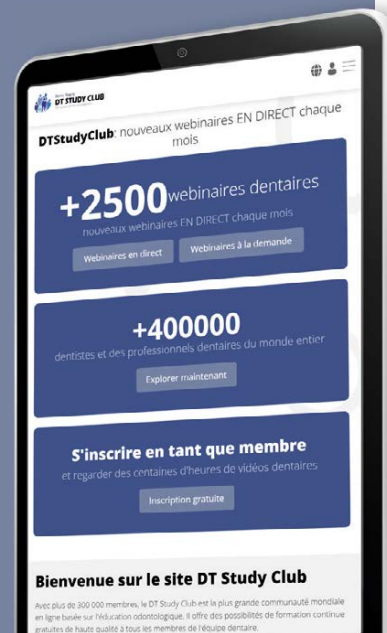 DT STUDY CLUB
DTStudyClub: nouveaux webinaires EN DIRECT chaque
mois
+2500 webinaires dentaires
nouveaux webinaires EN DIRECT chaque mois
Webinaires en direct
Webinaires à la demande
+400000
dentistes et des professionnels dentaires du monde entier
Explorer maintenant
S'inscrire en tant que membre
et regarder des centaines d'heures de vidéos dentaires
Inscription gratuite
Bienvenue sur le site DT Study Club
Avec plus de 300 000 membres, le DT Study Club est la plus grande communauté mondiale
en ligne basée sur l'éducation odontologique. Il offre des possibilités de formation continue
gratuites de haute qualité à tous les membres de l'équipe dentaire.